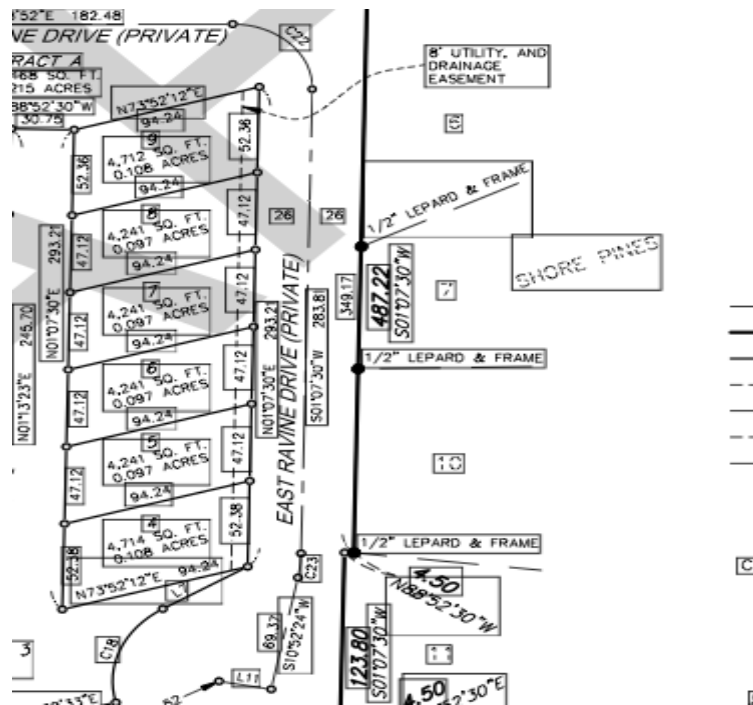 3°52'E 182.48
NE DRIVE (PRIVATE)
C22
8' UTILITY, AND
DRAINAGE
EASEMENT
RACT A
468 SQ. FT.
215 ACRES
88°52'30"W
30.75
N73°52'12"E
94.24
9
4,712 SQ. FT.
0.108 ACRES
52.36
52.36
94.24
8
4,241 SQ. FT.
0.097 ACRES
47.12
47.12
26
26
1/2" LEPARD & FRAME
SHORE PINES
94.24
7
4,241 SQ. FT.
0.097 ACRES
47.12
47.12
N01°07'30"E 293.21
N01°13'23"E 245.70
N01°07'30"E 293.21
EAST RAVINE DRIVE (PRIVATE)
S01°07'30"W 283.81
349.17
487.22
S01°07'30"W
7
94.24
6
4,241 SQ. FT.
0.097 ACRES
47.12
47.12
1/2" LEPARD & FRAME
94.24
5
4,241 SQ. FT.
0.097 ACRES
47.12
47.12
10
94.24
4
4,714 SQ. FT.
0.108 ACRES
52.38
52.38
94.24
N73°52'12"E
1/2" LEPARD & FRAME
C23
4.50
N88°52'30"W
C18
69.37
S10°52'24"W
123.80
S01°07'30"W
11
3
L11
4.50
°52'30"E
°33"E
52
C